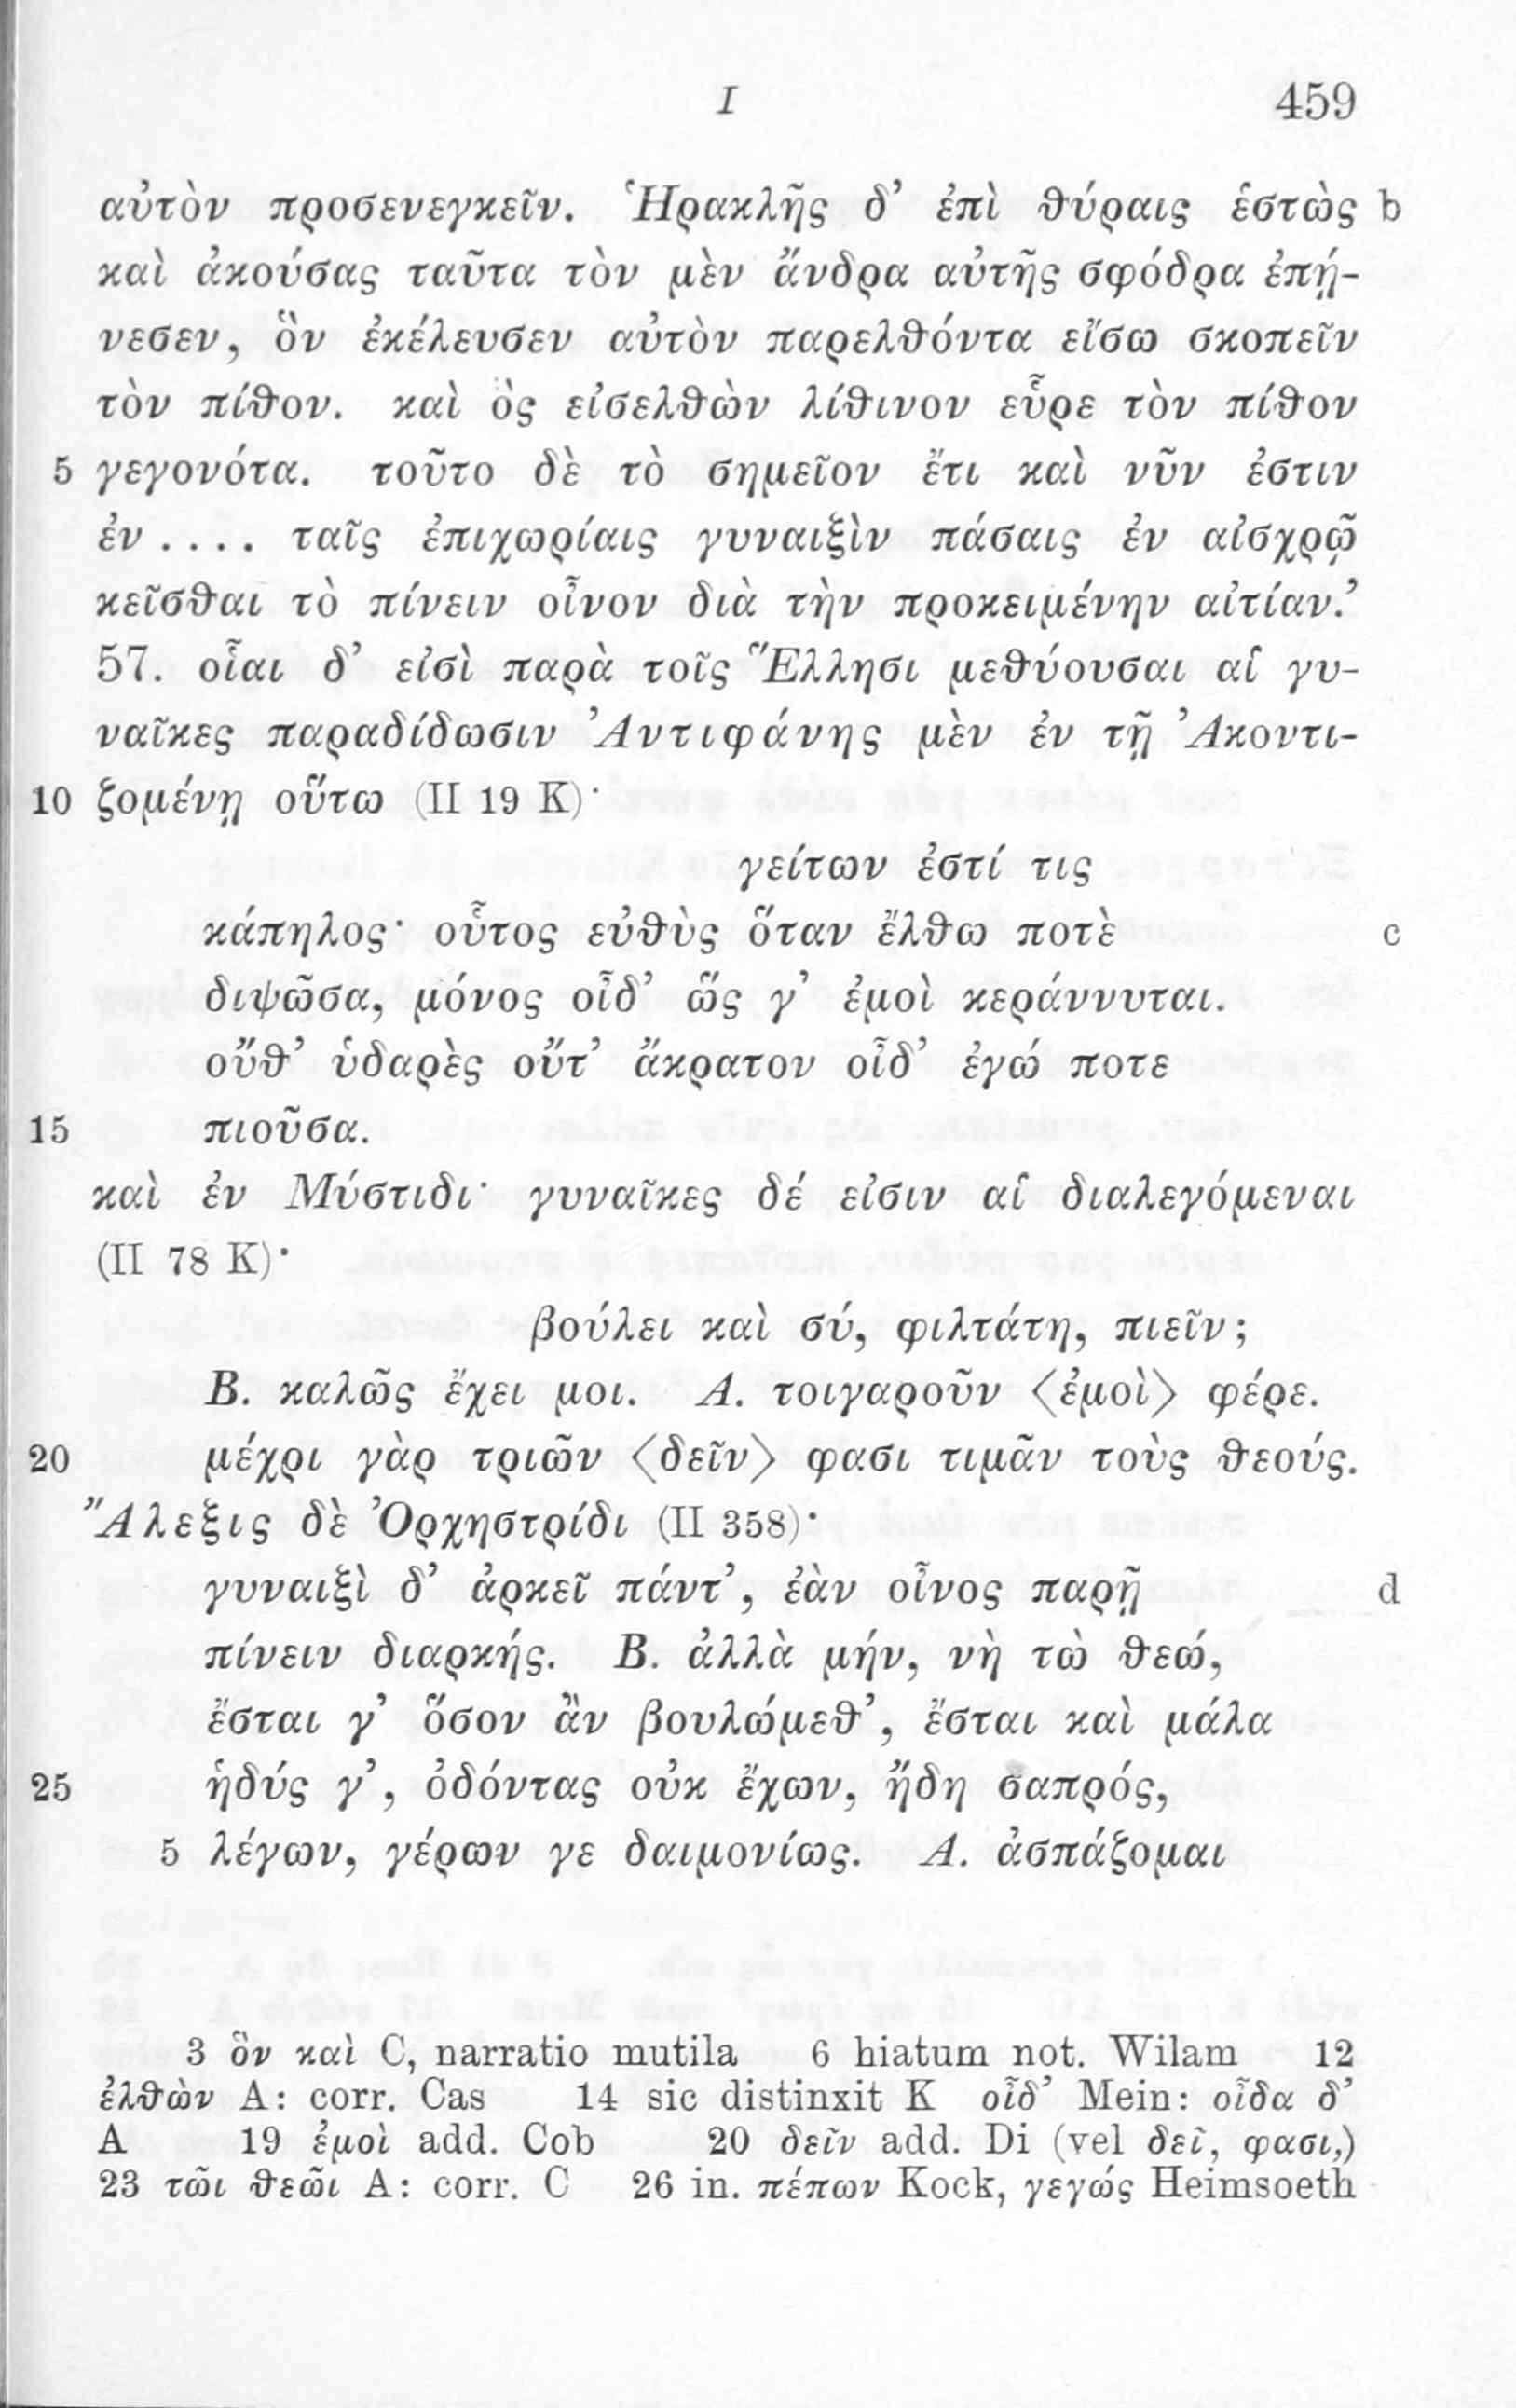 I 459
αὐτὸν προσενεγκεῖν. Ἡρακλῆς δ’ ἐπὶ θύραις ἑστὼς b
καὶ ἀκούσας ταῦτα τὸν μὲν ἄνδρα αὐτῆς σφόδρα ἐπῄ-
νεσεν, ὃν ἐκέλευσεν αὐτὸν παρελθόντα εἴσω σκοπεῖν
τὸν πίθον. καὶ ὃς εἰσελθὼν λίθινον εὗρε τὸν πίθον
5 γεγονότα. τοῦτο δὲ τὸ σημεῖον ἔτι καὶ νῦν ἐστιν
ἐν .... ταῖς ἐπιχωρίαις γυναιξὶν πάσαις ἐν αἰσχρῷ
κεῖσθαι τὸ πίνειν οἶνον διὰ τὴν προκειμένην αἰτίαν.’
57. οἷαι δ’ εἰσὶ παρὰ τοῖς Ἕλλησι μεθύουσαι αἱ γυ-
ναῖκες παραδίδωσιν Ἀντιφάνης μὲν ἐν τῇ Ἀκοντι-
10 ζομένῃ οὕτω (II 19 K)·
γείτων ἐστί τις
κάπηλος· οὗτος εὐθὺς ὅταν ἔλθω ποτὲ c
διψῶσα, μόνος οἶδ’ ὥς γ’ ἐμοὶ κεράννυται.
οὔθ’ ὑδαρὲς οὔτ’ ἄκρατον οἶδ’ ἐγώ ποτε
15 πιοῦσα.
καὶ ἐν Μύστιδι· γυναῖκες δέ εἰσιν αἱ διαλεγόμεναι
(II 78 K)·
βούλει καὶ σύ, φιλτάτη, πιεῖν;
B. καλῶς ἔχει μοι. A. τοιγαροῦν ⟨ἐμοὶ⟩ φέρε.
20 μέχρι γὰρ τριῶν ⟨δεῖν⟩ φασι τιμᾶν τοὺς θεούς.
Ἄλεξις δὲ Ὀρχηστρίδι (II 358)·
γυναιξὶ δ’ ἀρκεῖ πάντ’, ἐὰν οἶνος παρῇ d
πίνειν διαρκής. B. ἀλλὰ μήν, νὴ τὼ θεώ,
ἔσται γ’ ὅσον ἂν βουλώμεθ’, ἔσται καὶ μάλα
25 ἡδύς γ’, ὀδόντας οὐκ ἔχων, ἤδη σαπρός,
5 λέγων, γέρων γε δαιμονίως. A. ἀσπάζομαι
3 ὃν καὶ C, narratio mutila 6 hiatum not. Wilam 12
ἐλθὼν A: corr. Cas 14 sic distinxit K οἶδ’ Mein: οἶδα δ’
A 19 ἐμοὶ add. Cob 20 δεῖν add. Di (vel δεῖ, φασι,)
23 τῶι θεῶι A: corr. C 26 in. πέπων Kock, γεγώς Heimsoeth